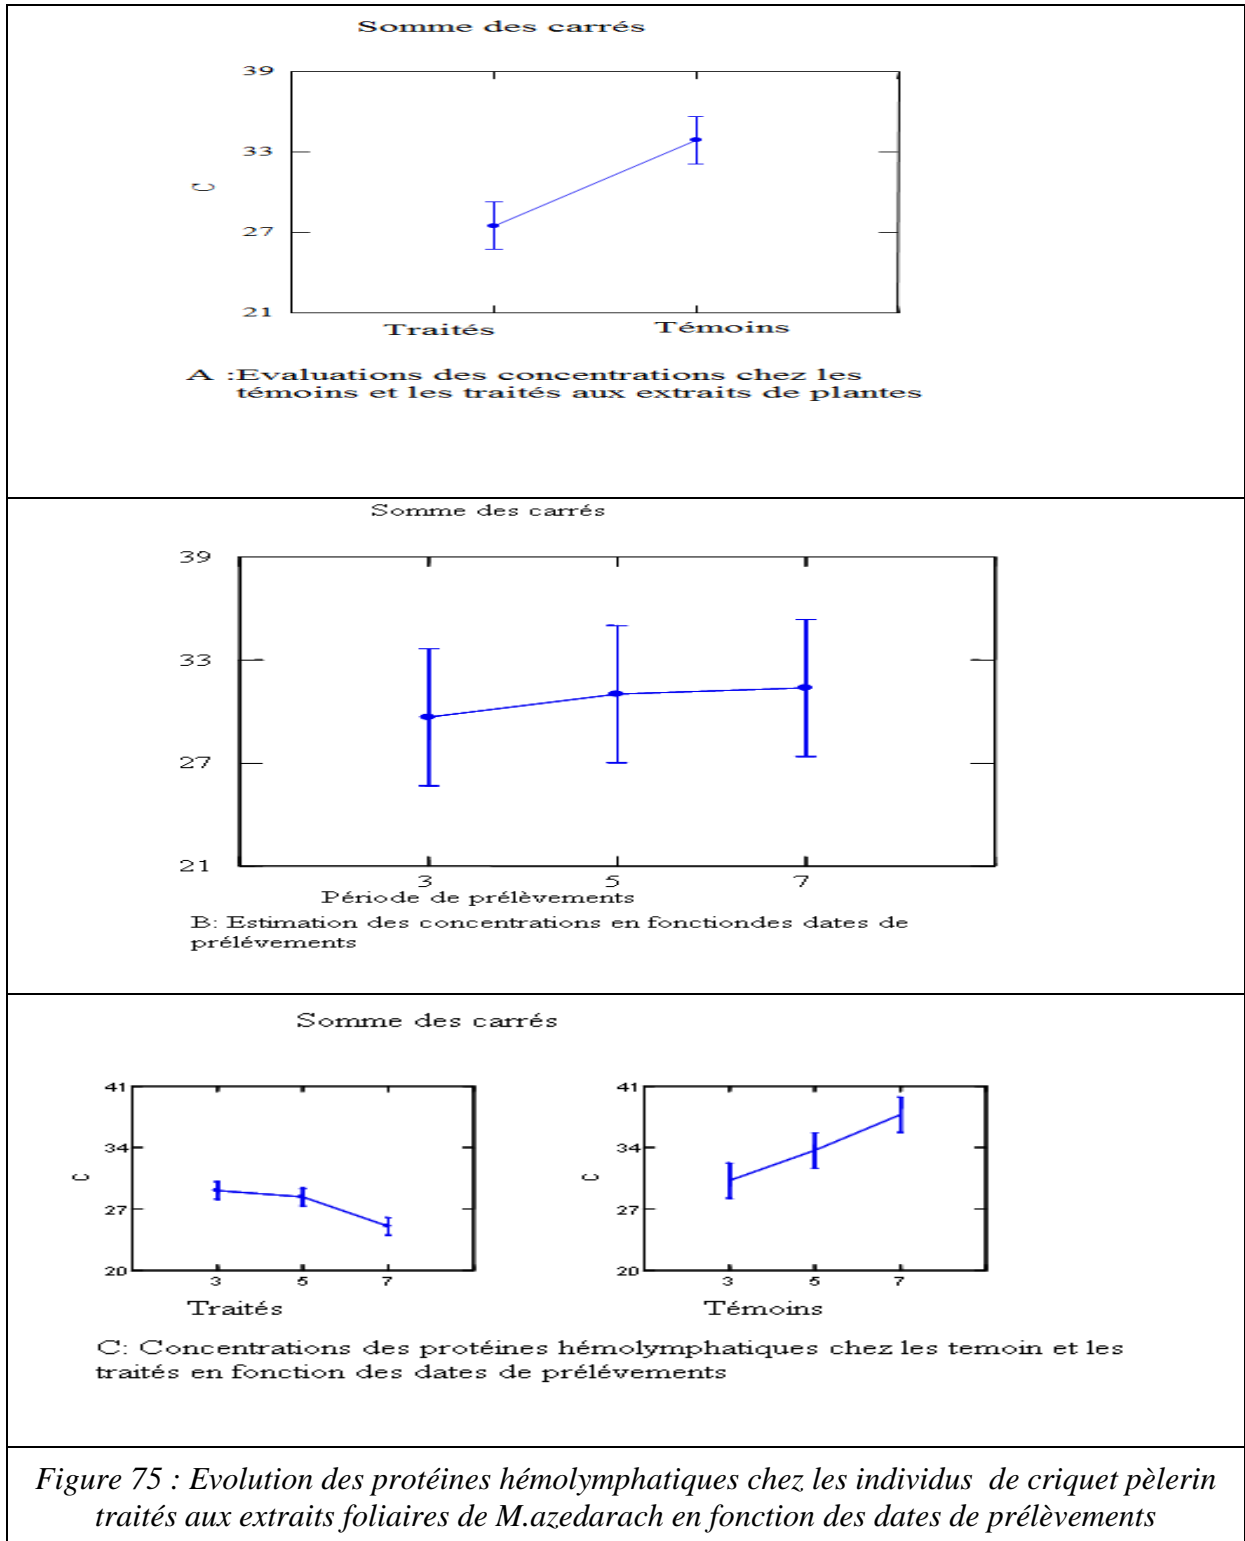 Somme des carrés
39
33
C
27
21
Traités Témoins
A :Evaluations des concentrations chez les
témoins et les traités aux extraits de plantes
Somme des carrés
39
33
27
21
3 5 7
Période de prélèvements
B: Estimation des concentrations en fonctiondes dates de
prélévements
Somme des carrés
41
34
C
27
20
3 5 7
Traités
41
34
C
27
20
3 5 7
Témoins
C: Concentrations des protéines hémolymphatiques chez les temoin et les
traités en fonction des dates de prélévements
Figure 75 : Evolution des protéines hémolymphatiques chez les individus de criquet pèlerin
traités aux extraits foliaires de M.azedarach en fonction des dates de prélèvements